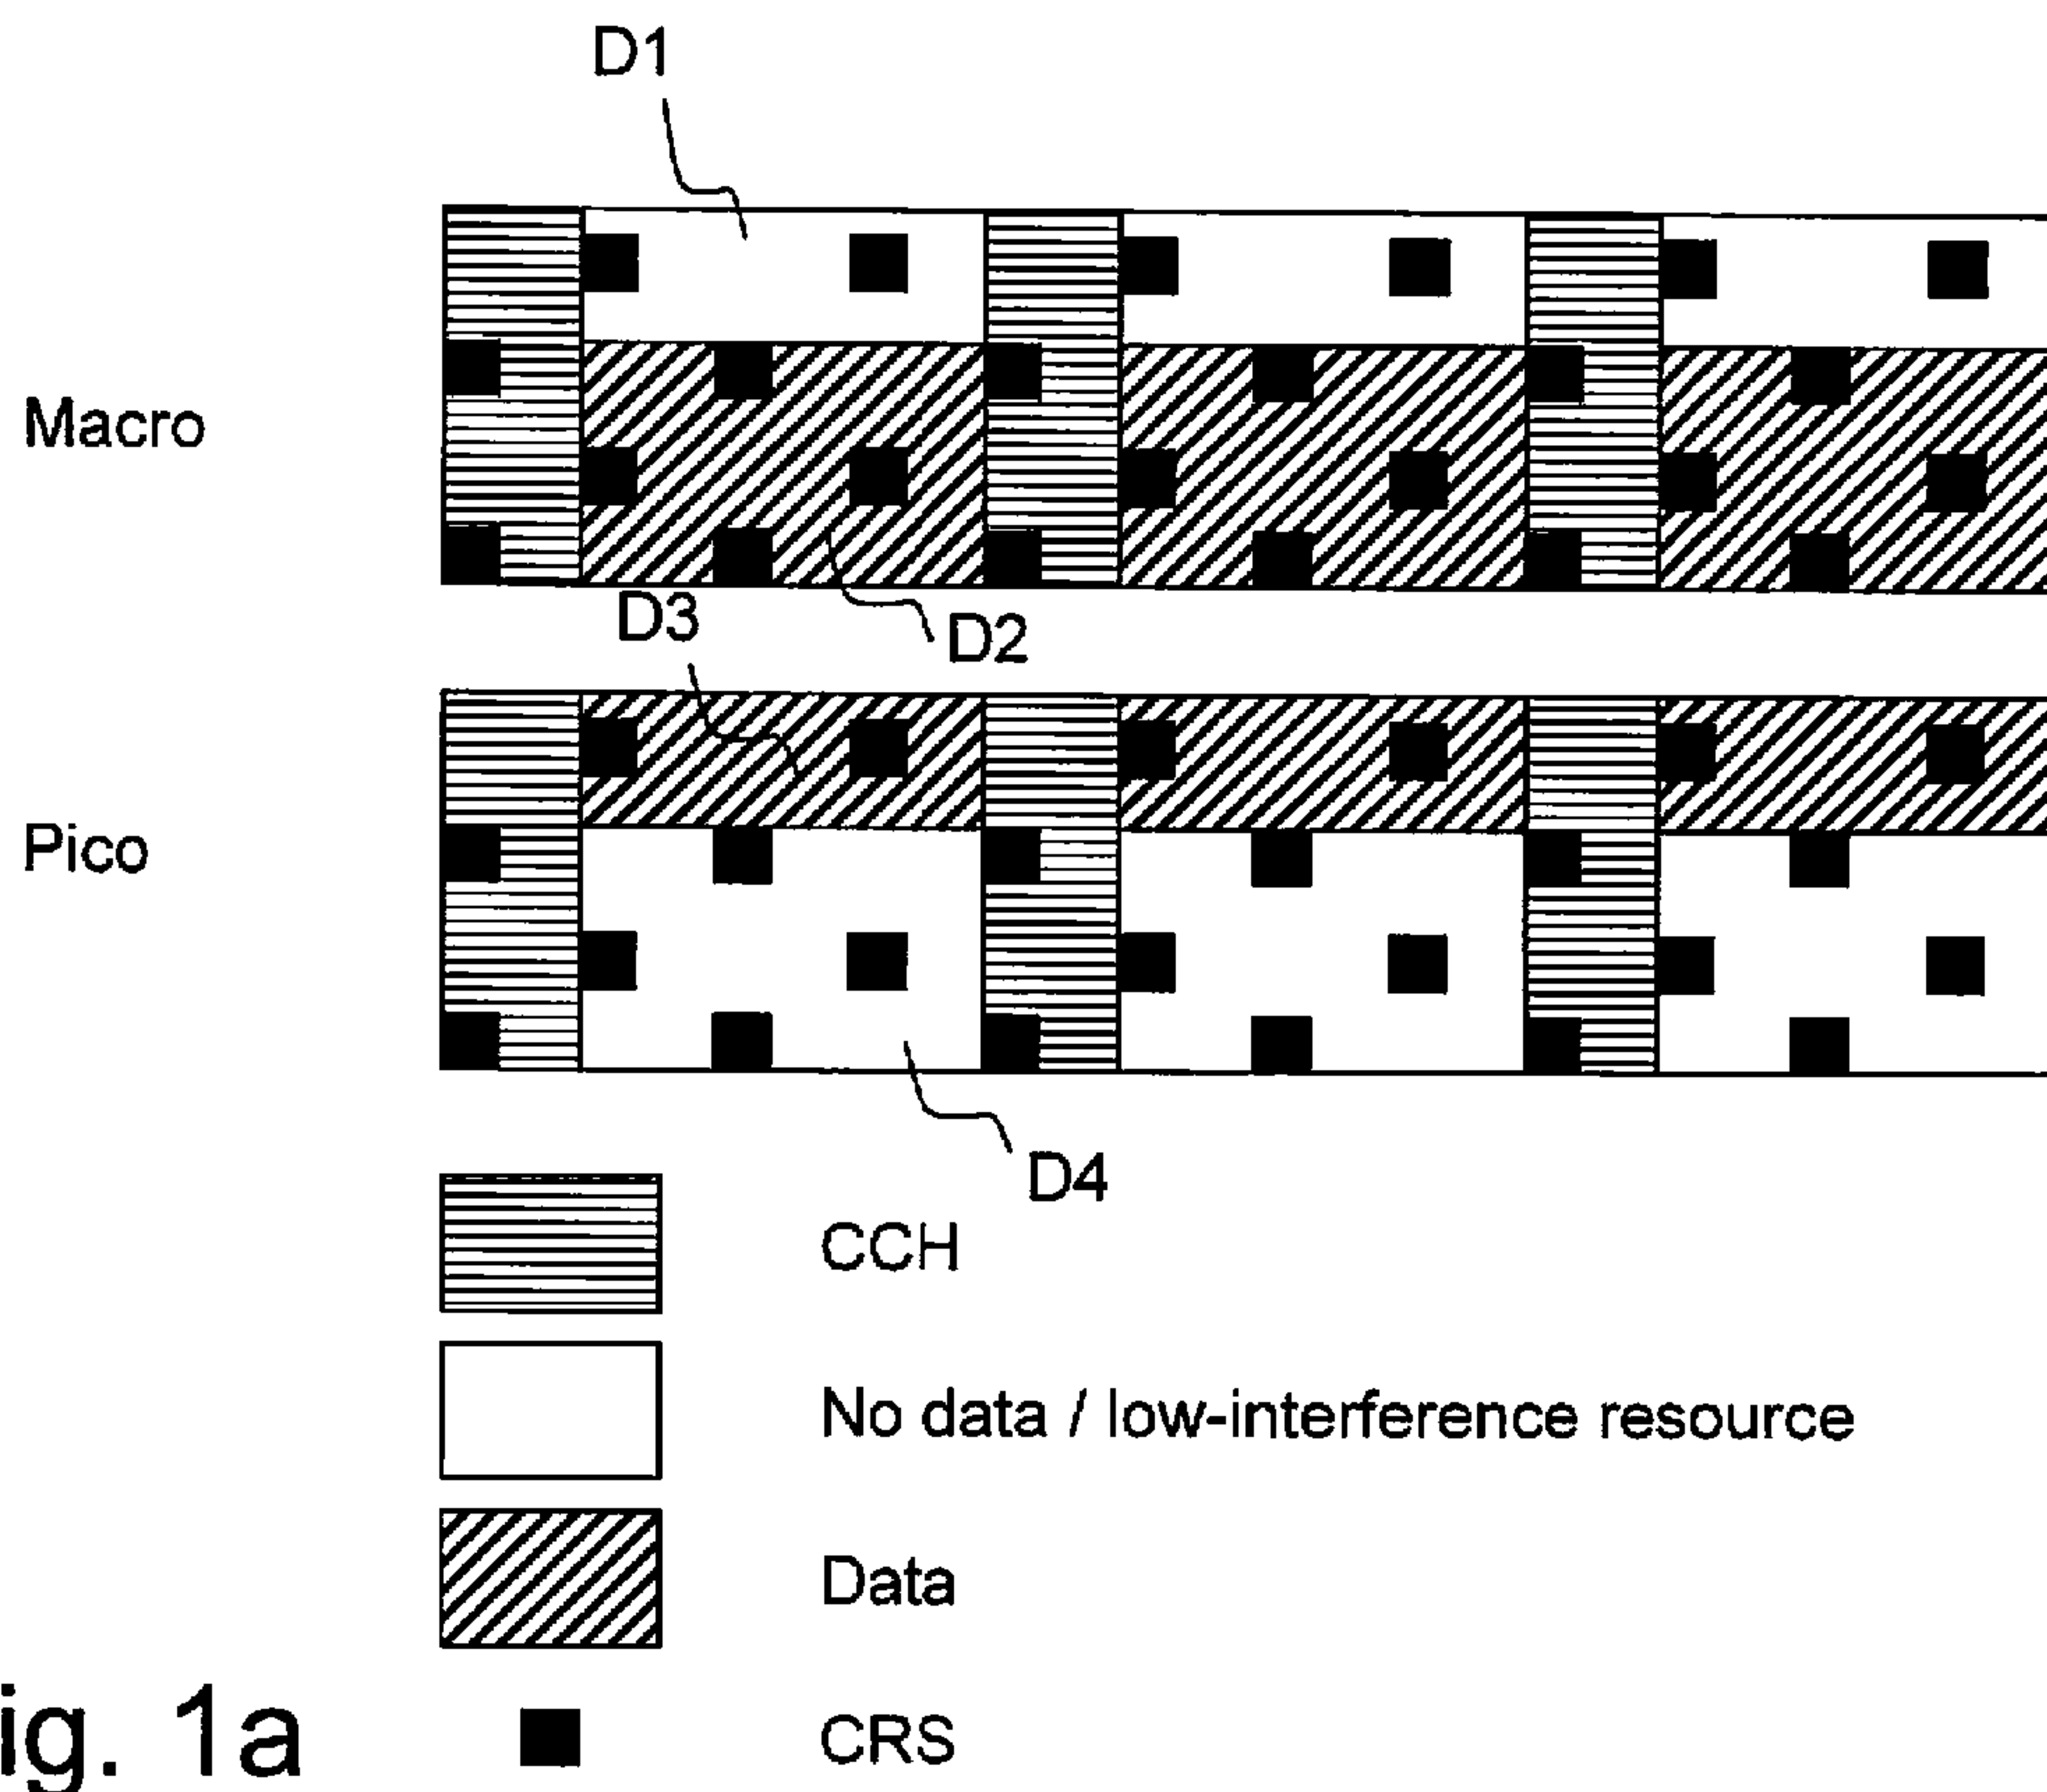 D1
Macro
D3
D2
Pico
D4
CCH
No data / low-interference resource
Data
CRS
ig. 1a